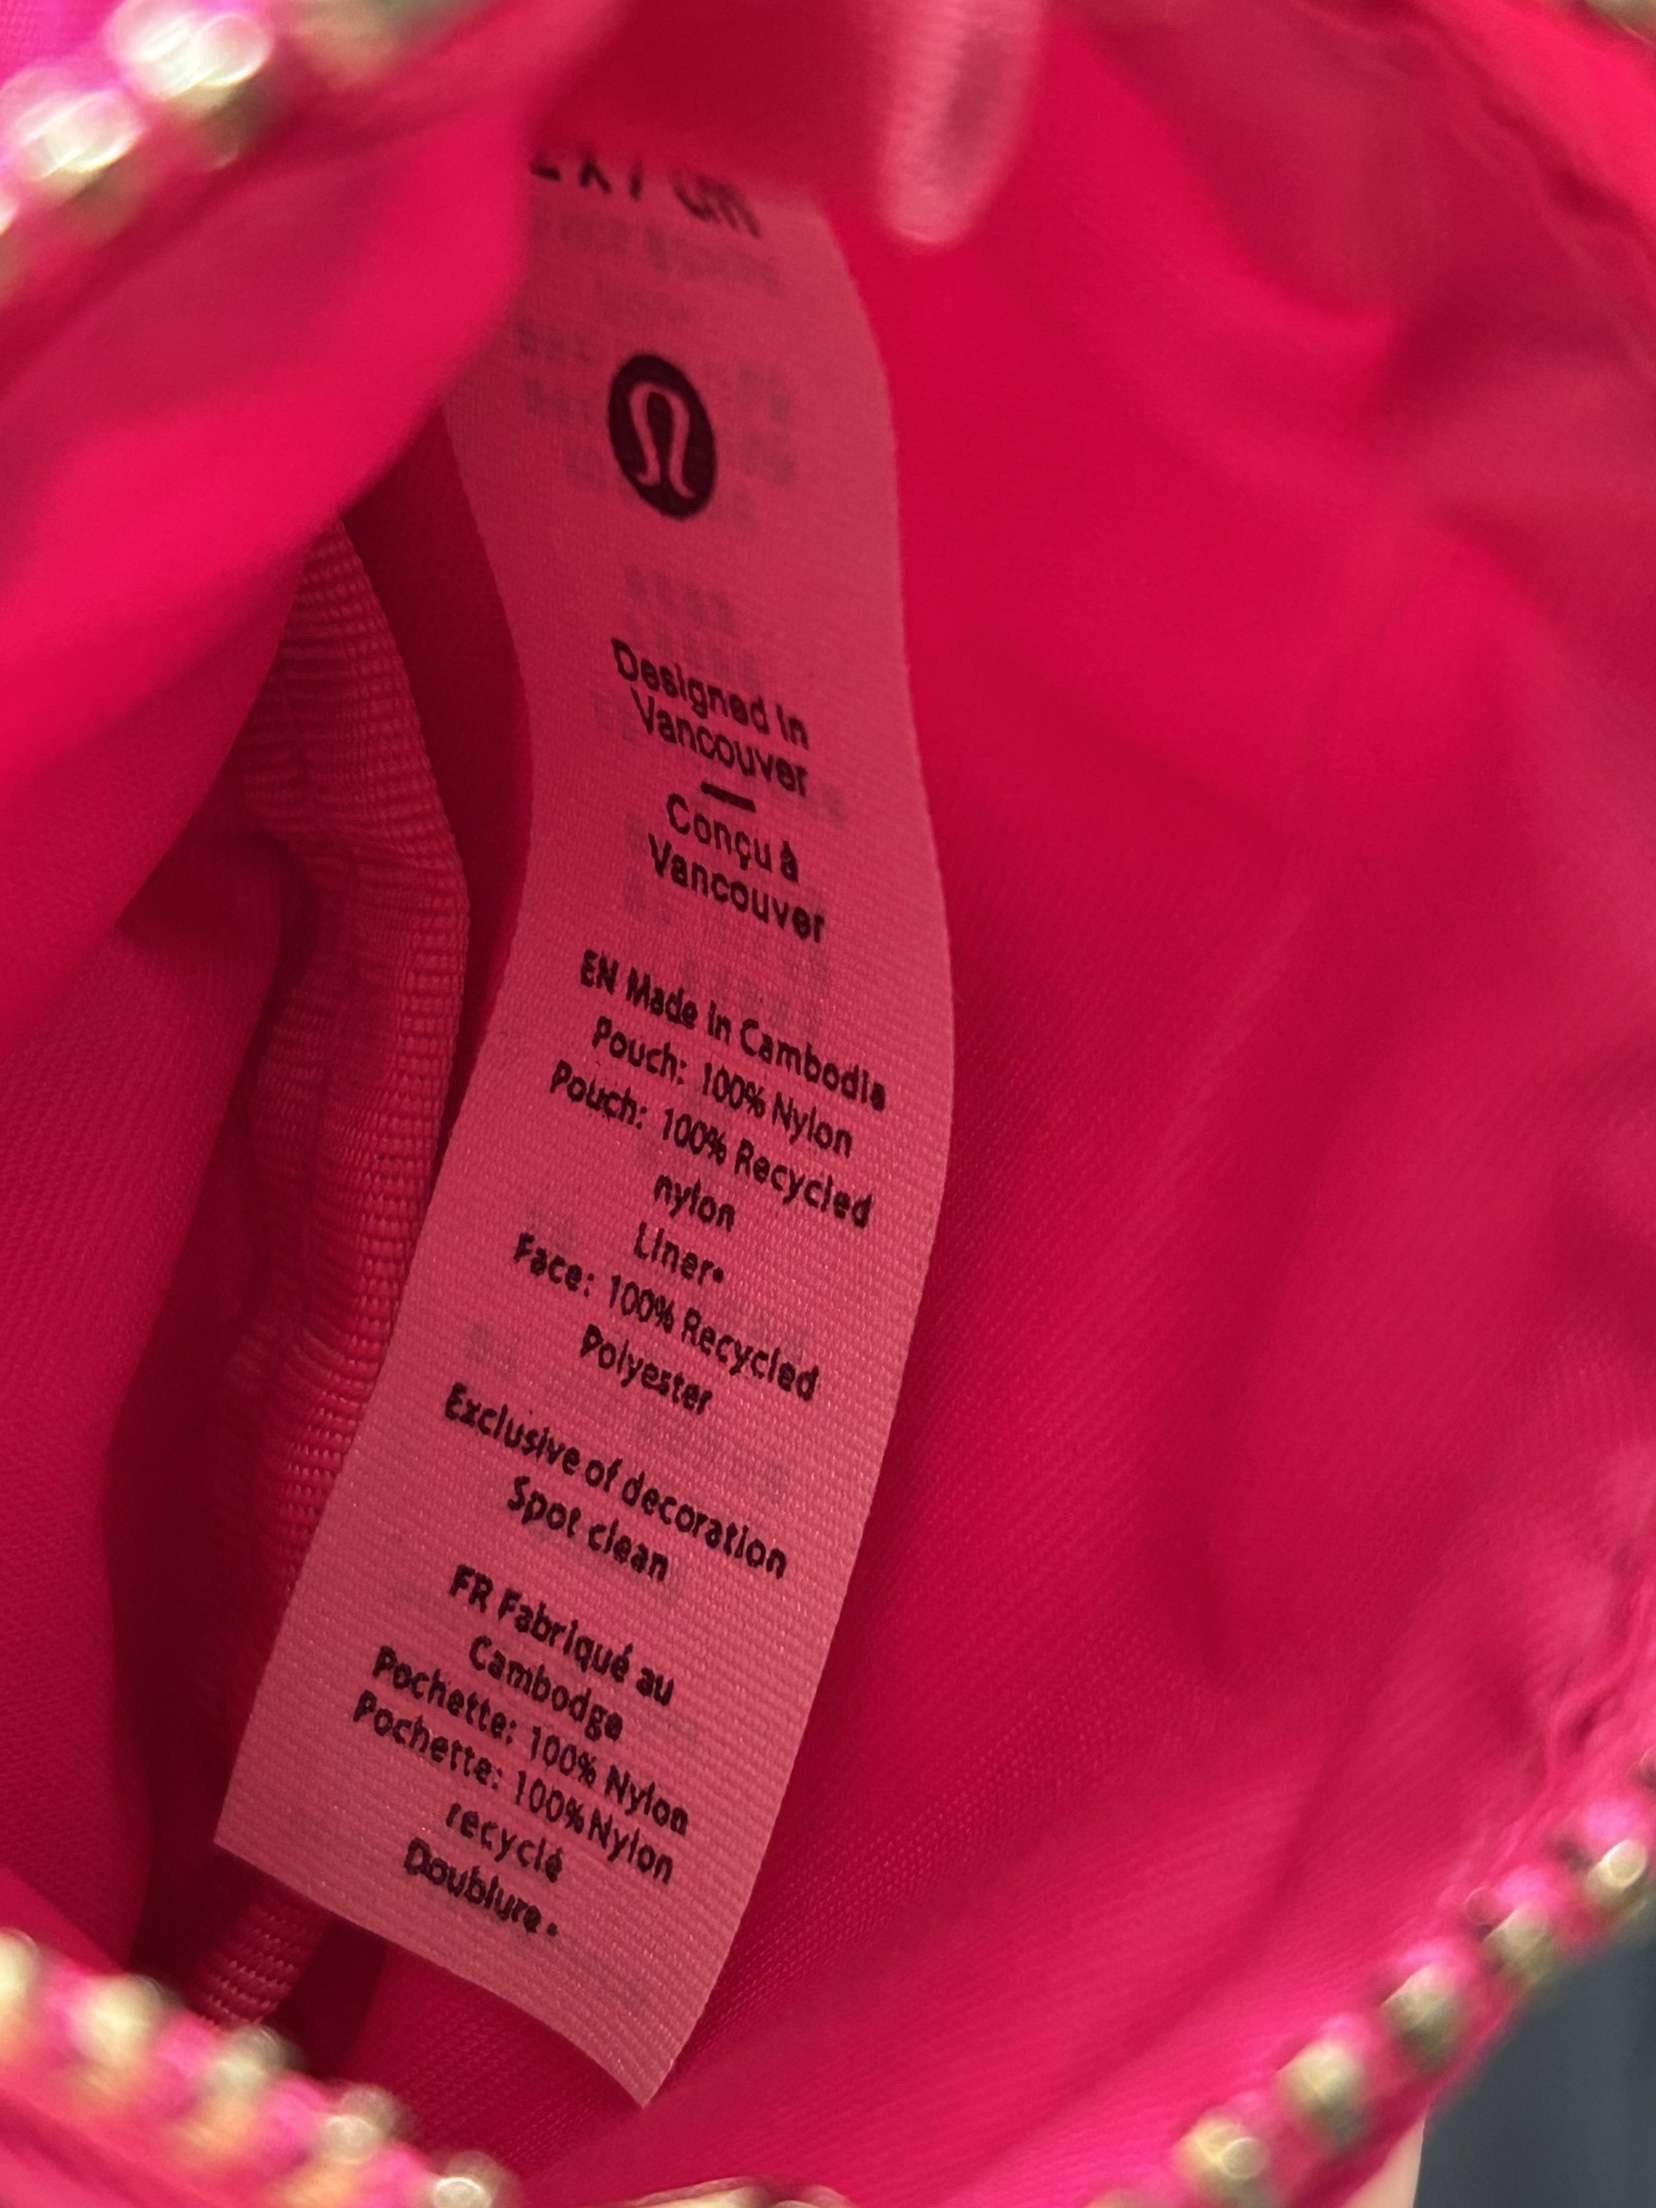 Designed in
Vancouver
—
Conçu à
Vancouver
EN Made in Cambodia
Pouch: 100% Nylon
Pouch: 100% Recycled
nylon
Liner•
Face: 100% Recycled
Polyester
Exclusive of decoration
Spot clean
FR Fabriqué au
Cambodge
Pochette: 100% Nylon
Pochette: 100% Nylon
recyclé
Doublure •